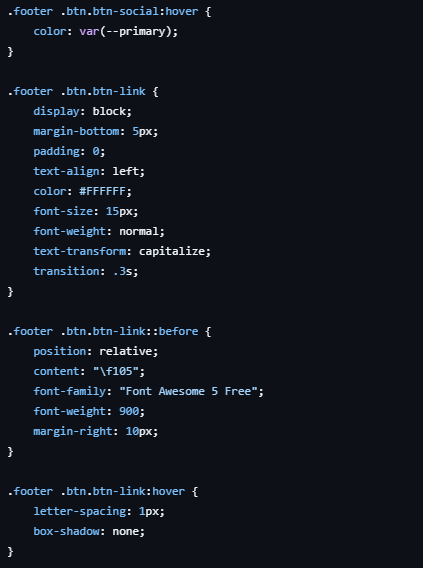 .footer .btn.btn-social:hover {
    color: var(--primary);
}

.footer .btn.btn-link {
    display: block;
    margin-bottom: 5px;
    padding: 0;
    text-align: left;
    color: #FFFFFF;
    font-size: 15px;
    font-weight: normal;
    text-transform: capitalize;
    transition: .3s;
}

.footer .btn.btn-link::before {
    position: relative;
    content: "\f105";
    font-family: "Font Awesome 5 Free";
    font-weight: 900;
    margin-right: 10px;
}

.footer .btn.btn-link:hover {
    letter-spacing: 1px;
    box-shadow: none;
}